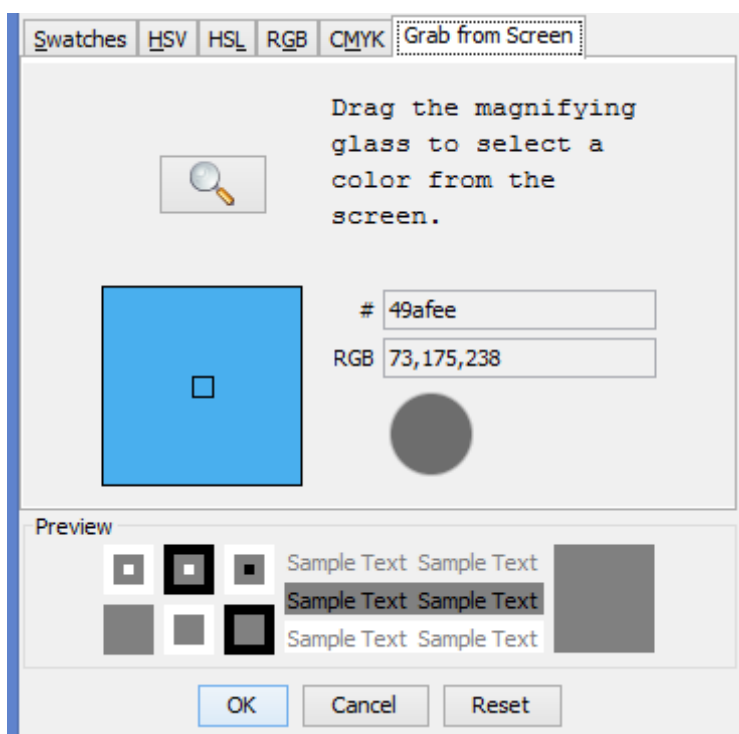 Swatches HSV HSL RGB CMYK Grab from Screen
Drag the magnifying
glass to select a
color from the
screen.
# 49afee
RGB 73,175,238
Preview
Sample Text Sample Text
Sample Text Sample Text
Sample Text Sample Text
OK Cancel Reset